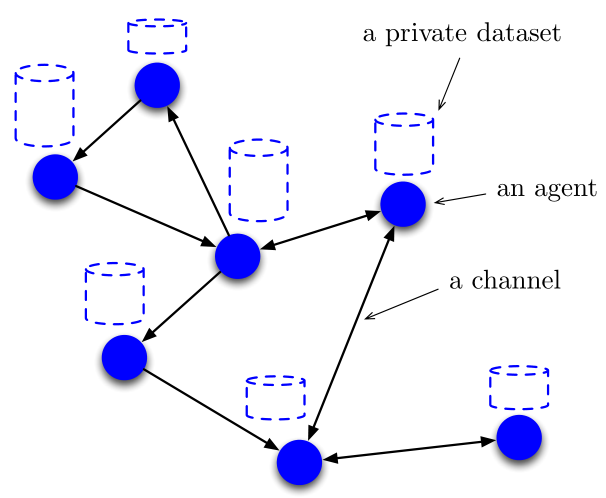 a private dataset
an agent
a channel